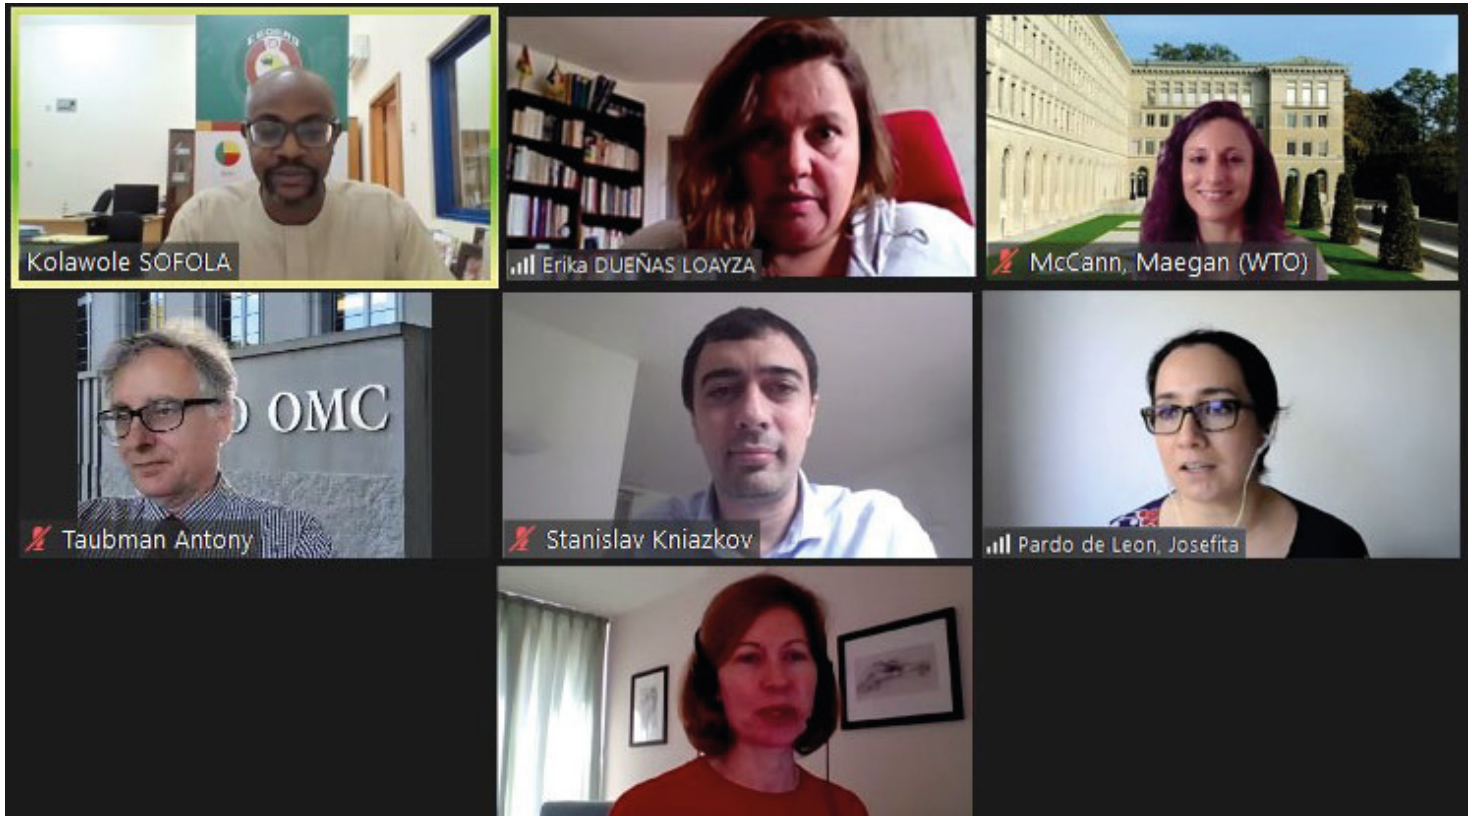 Kolawole SOFOLA
Erika DUEÑAS LOAYZA
McCann, Maegan (WTO)
OMC
Taubman Antony
Stanislav Kniazkov
Pardo de Leon, Josefita